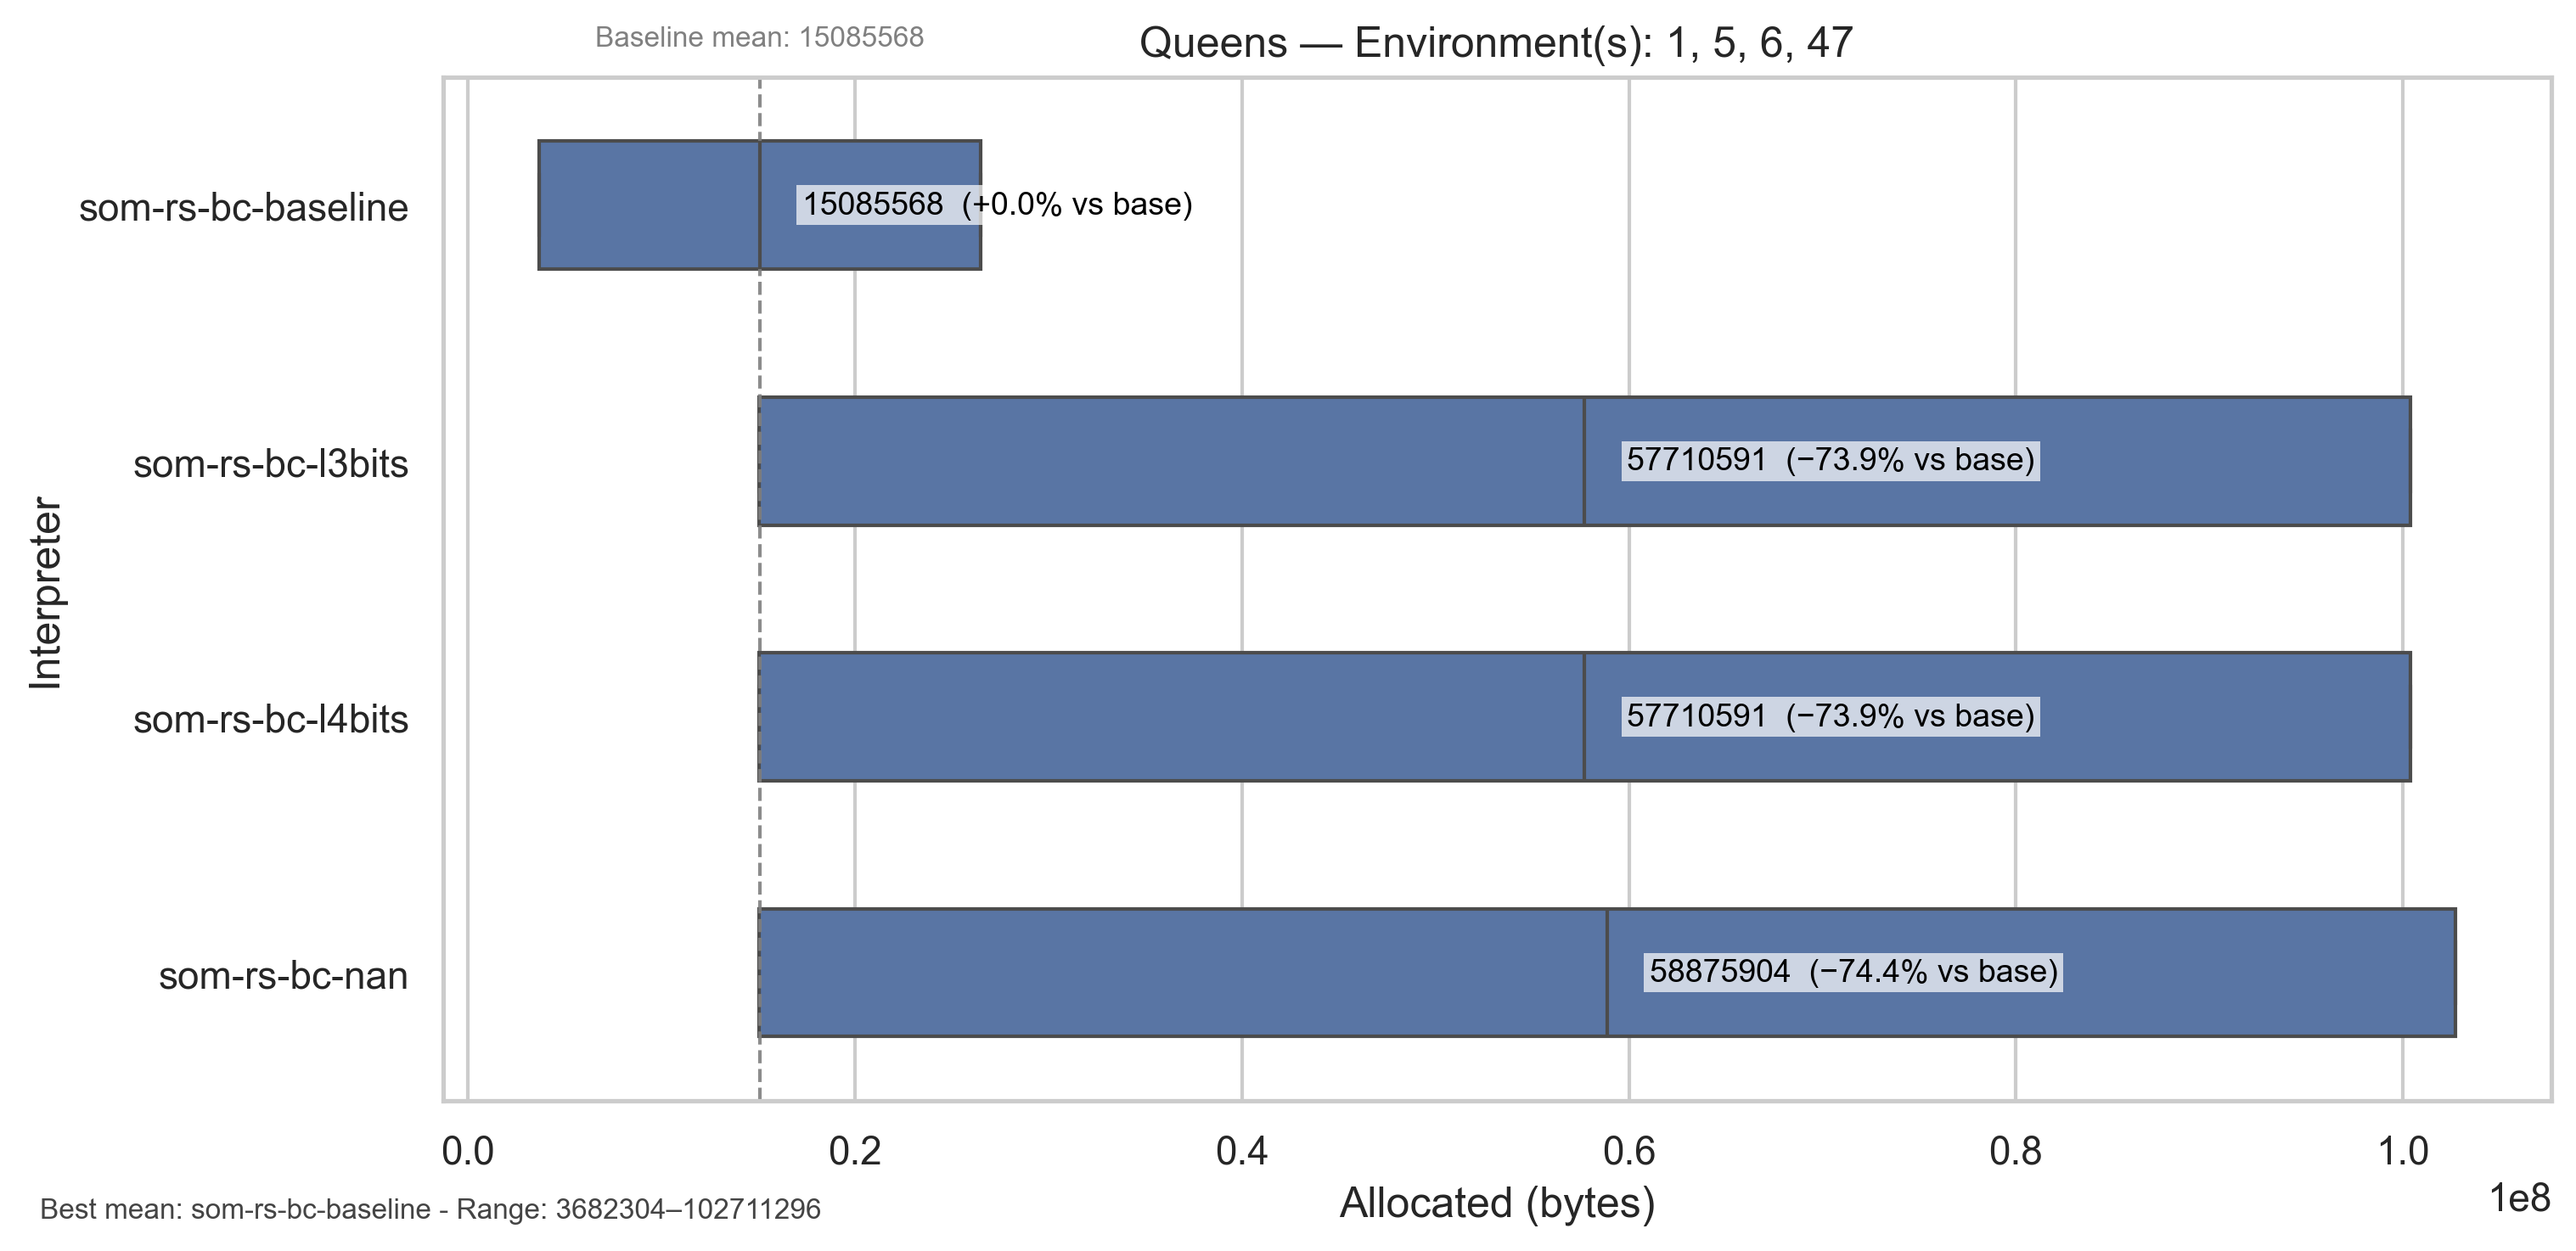 Baseline mean: 15085568
Queens — Environment(s): 1, 5, 6, 47
som-rs-bc-baseline
15085568 (+0.0% vs base)
som-rs-bc-l3bits
57710591 (−73.9% vs base)
som-rs-bc-l4bits
57710591 (−73.9% vs base)
som-rs-bc-nan
58875904 (−74.4% vs base)
Interpreter
0.0 0.2 0.4 0.6 0.8 1.0
1e8
Allocated (bytes)
Best mean: som-rs-bc-baseline - Range: 3682304–102711296